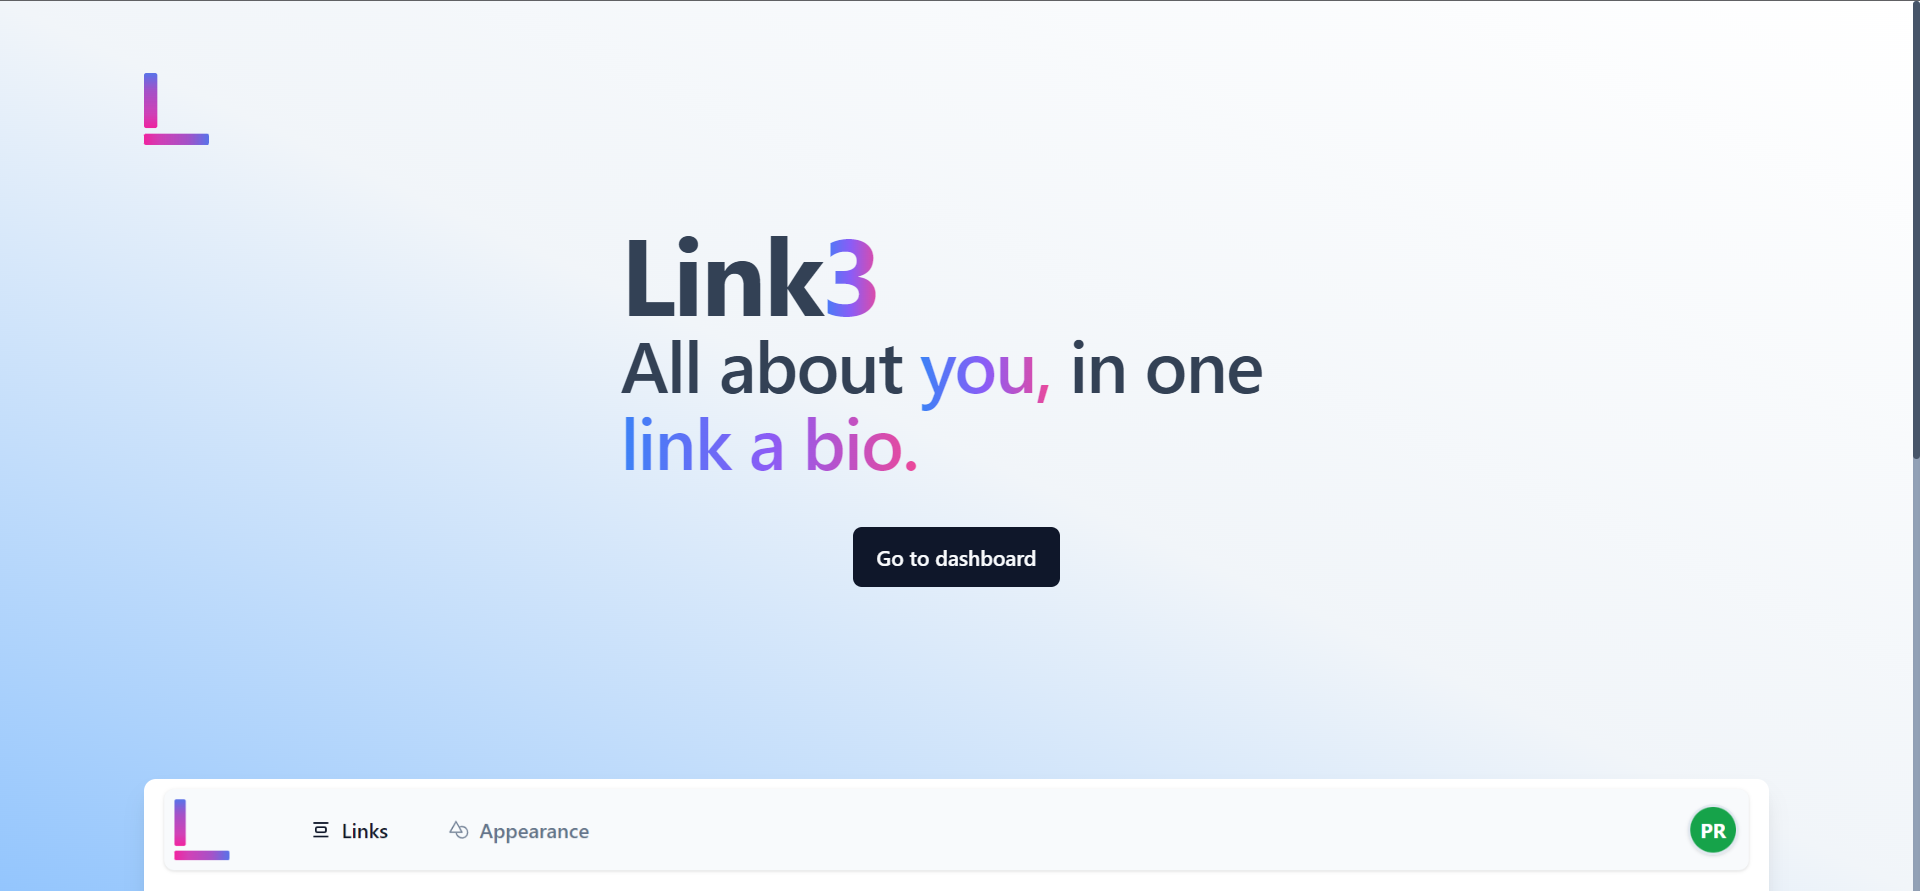 Link3
All about you, in one
link a bio.
Go to dashboard
Links
Appearance
PR